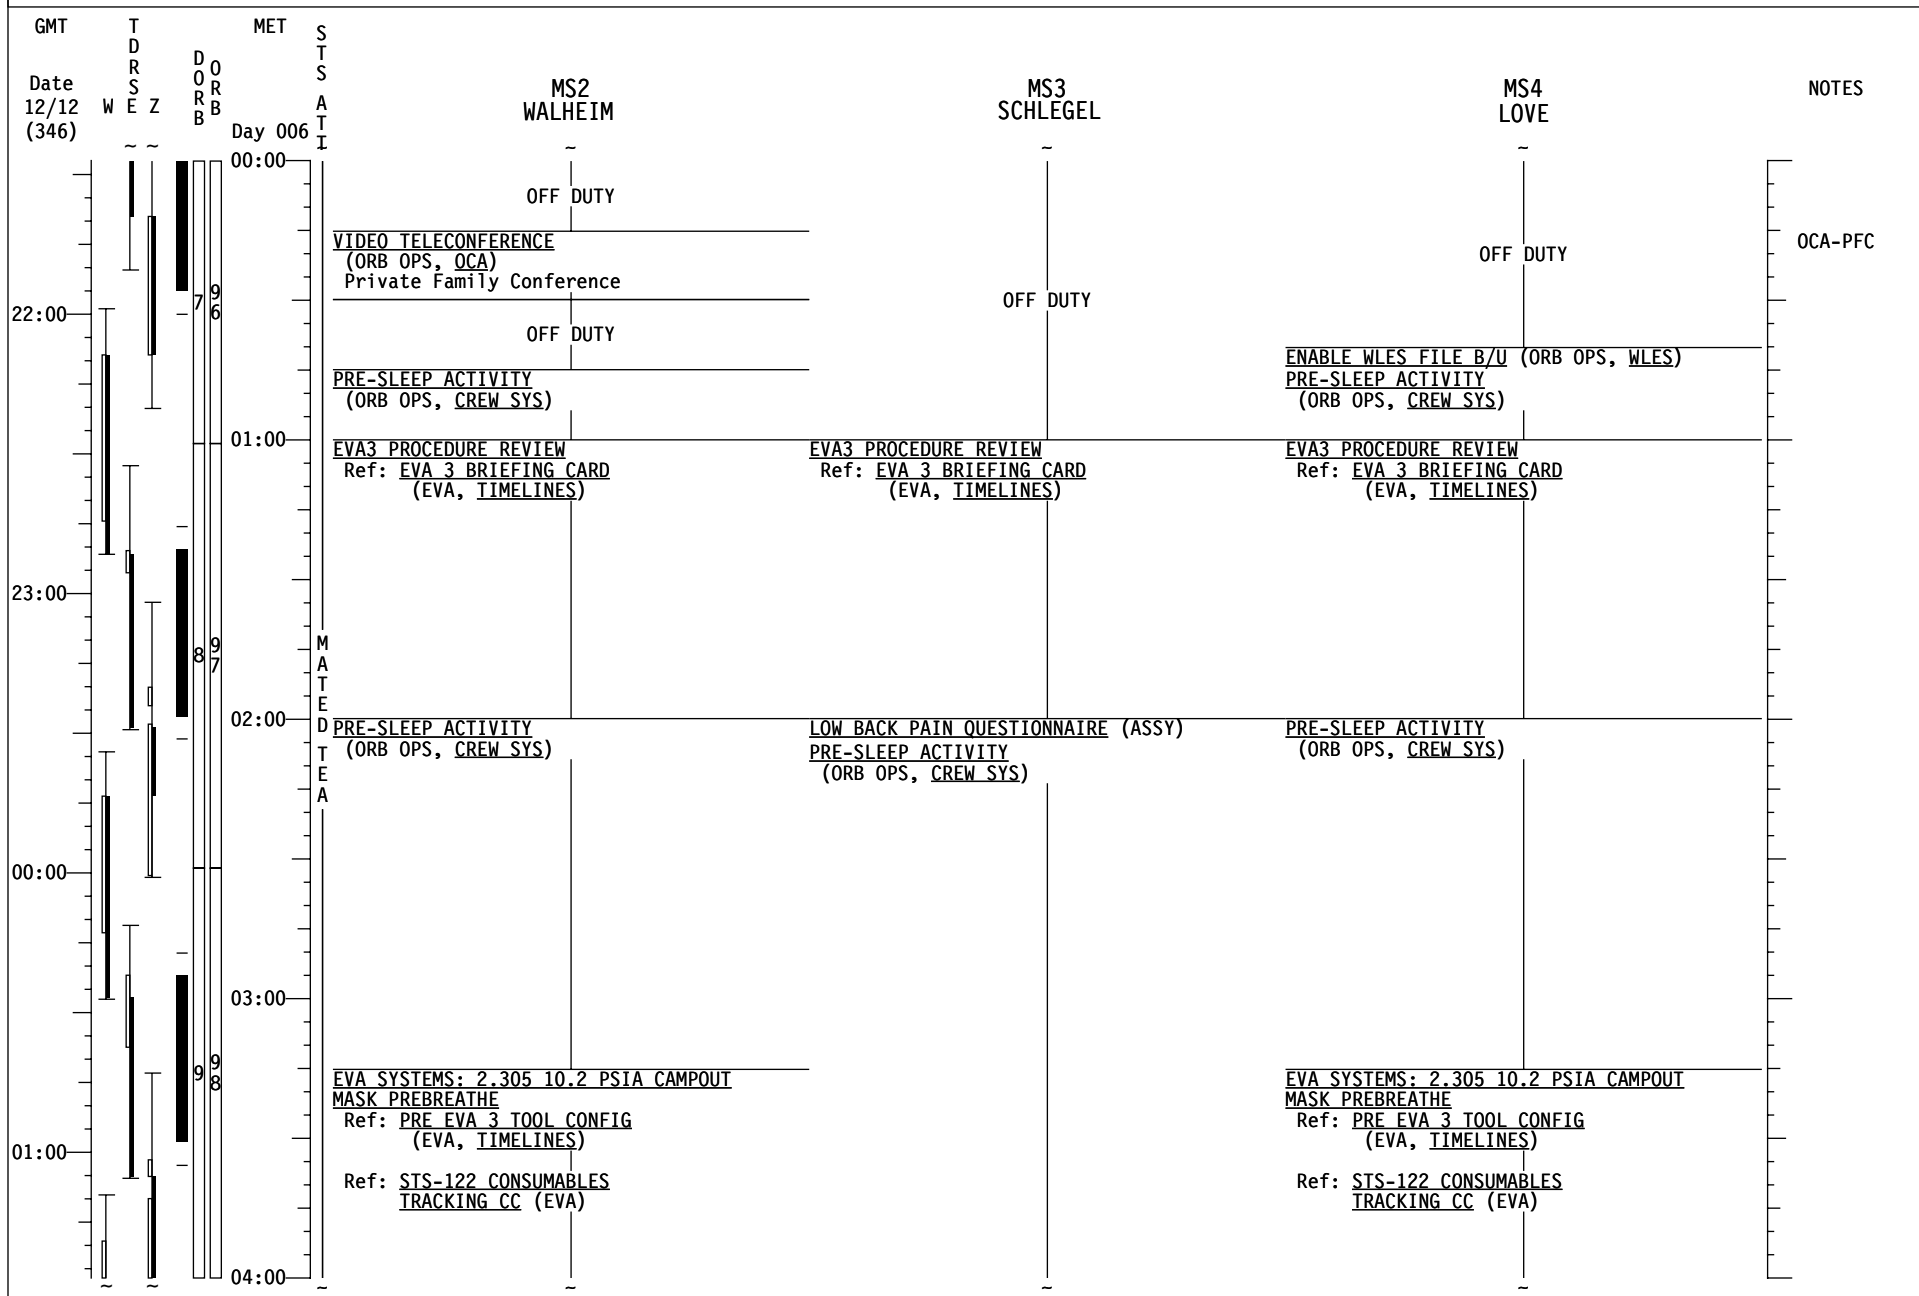 GMT
TDRS
MET
STS ATT
DORB
ORB
Date
12/12
(346)
W E Z
Day 006
MS2
WALHEIM
MS3
SCHLEGEL
MS4
LOVE
NOTES
~ ~ ~ ~ ~
00:00
OFF DUTY
VIDEO TELECONFERENCE
(ORB OPS, OCA)
Private Family Conference
OFF DUTY
OCA-PFC
OFF DUTY
7
96
22:00
OFF DUTY
ENABLE WLES FILE B/U (ORB OPS, WLES)
PRE-SLEEP ACTIVITY
(ORB OPS, CREW SYS)
PRE-SLEEP ACTIVITY
(ORB OPS, CREW SYS)
01:00
EVA3 PROCEDURE REVIEW
Ref: EVA 3 BRIEFING CARD
(EVA, TIMELINES)
EVA3 PROCEDURE REVIEW
Ref: EVA 3 BRIEFING CARD
(EVA, TIMELINES)
EVA3 PROCEDURE REVIEW
Ref: EVA 3 BRIEFING CARD
(EVA, TIMELINES)
23:00
8
97
MATED TEA
02:00
PRE-SLEEP ACTIVITY
(ORB OPS, CREW SYS)
LOW BACK PAIN QUESTIONNAIRE (ASSY)
PRE-SLEEP ACTIVITY
(ORB OPS, CREW SYS)
PRE-SLEEP ACTIVITY
(ORB OPS, CREW SYS)
00:00
03:00
9
98
EVA SYSTEMS: 2.305 10.2 PSIA CAMPOUT
MASK PREBREATHE
Ref: PRE EVA 3 TOOL CONFIG
(EVA, TIMELINES)
Ref: STS-122 CONSUMABLES
TRACKING CC (EVA)
EVA SYSTEMS: 2.305 10.2 PSIA CAMPOUT
MASK PREBREATHE
Ref: PRE EVA 3 TOOL CONFIG
(EVA, TIMELINES)
Ref: STS-122 CONSUMABLES
TRACKING CC (EVA)
01:00
04:00
~ ~ ~ ~ ~ ~